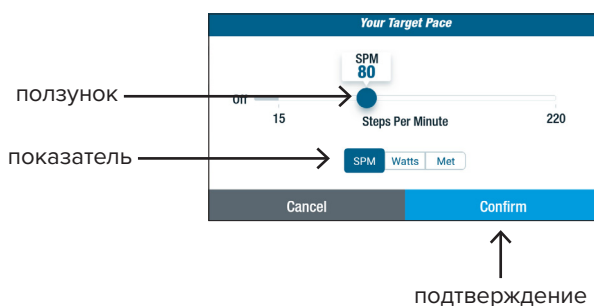 Your Target Pace
SPM
80
ползунок
Off
15
Steps Per Minute
220
показатель
SPM Watts Met
Cancel Confirm
подтверждение